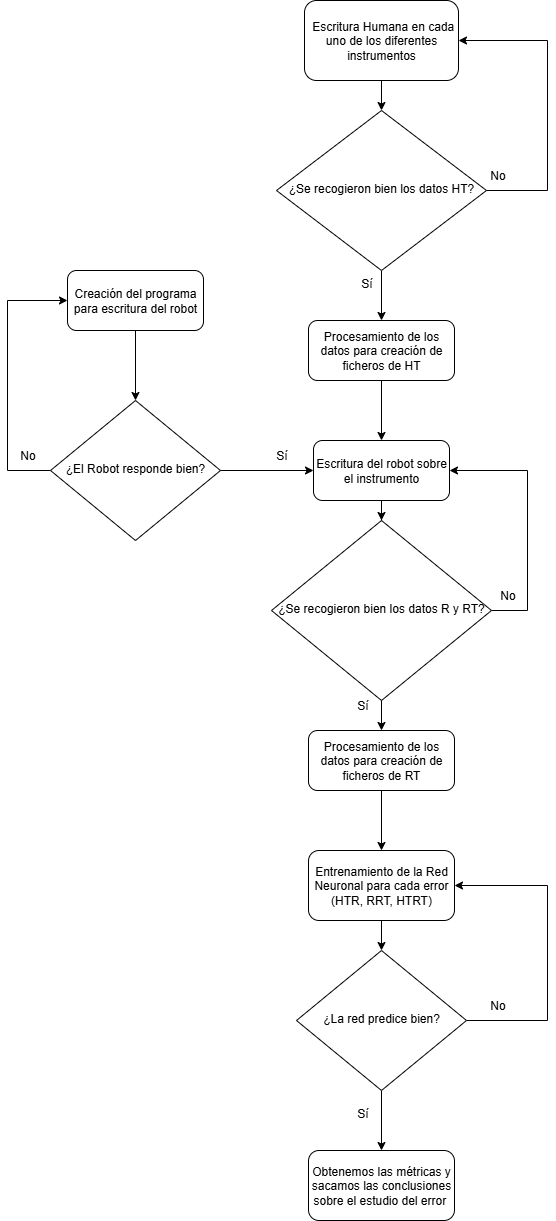 Escritura Humana en cada
uno de los diferentes
instrumentos
¿Se recogieron bien los datos HT?
No
Sí
Creación del programa
para escritura del robot
Procesamiento de los
datos para creación de
ficheros de HT
¿El Robot responde bien?
No
Sí
Escritura del robot sobre
el instrumento
¿Se recogieron bien los datos R y RT?
No
Sí
Procesamiento de los
datos para creación de
ficheros de RT
Entrenamiento de la Red
Neuronal para cada error
(HTR, RRT, HTRT)
¿La red predice bien?
No
Sí
Obtenemos las métricas y
sacamos las conclusiones
sobre el estudio del error